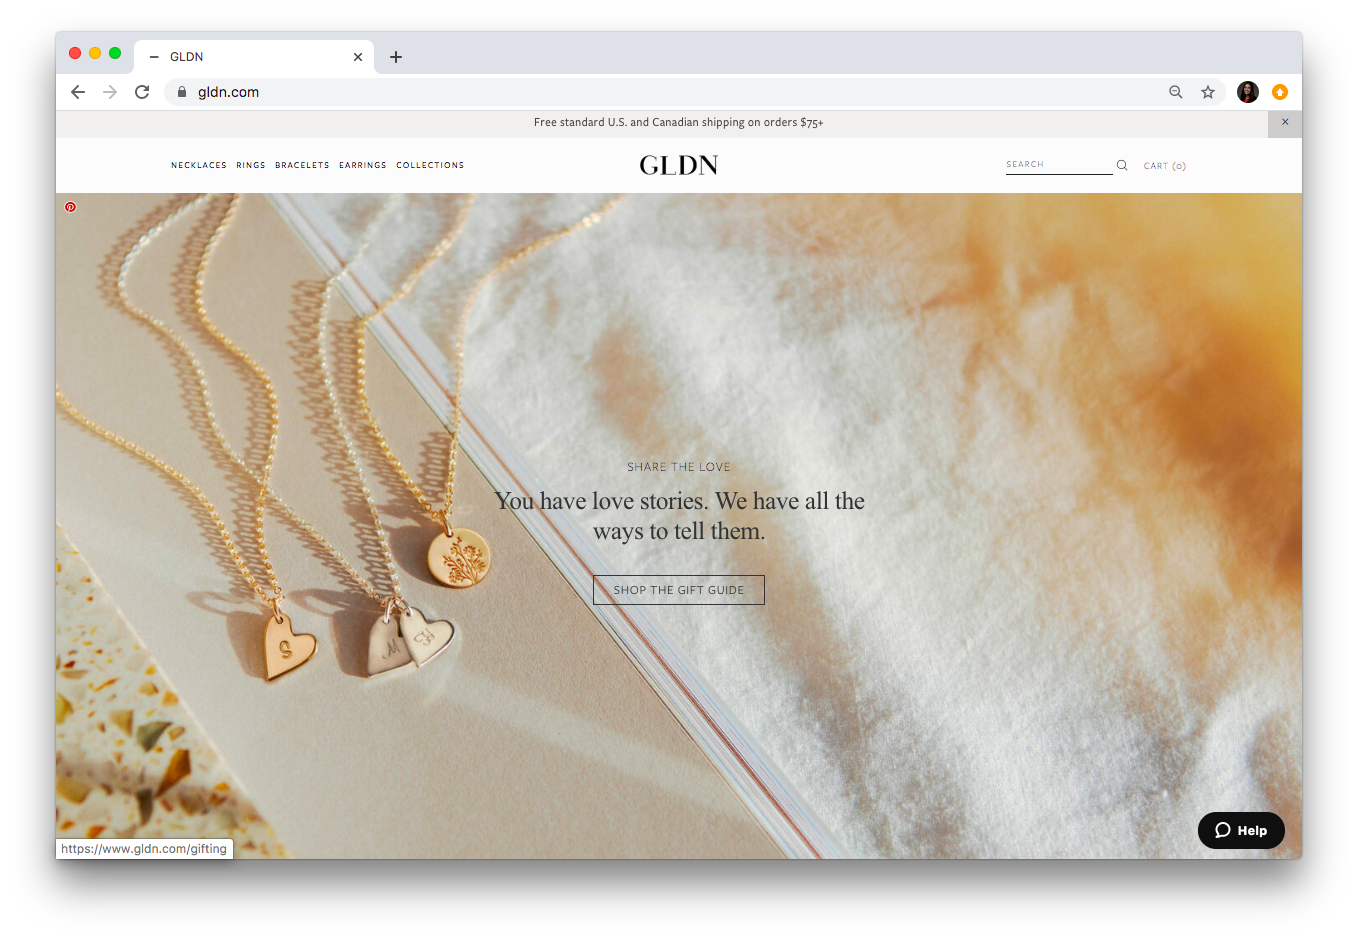 GLDN
gldn.com
Free standard U.S. and Canadian shipping on orders $75+
NECKLACES RINGS BRACELETS EARRINGS COLLECTIONS
GLDN
SEARCH
CART (0)
SHARE THE LOVE
You have love stories. We have all the
ways to tell them.
SHOP THE GIFT GUIDE
S
M
Help
https://www.gldn.com/gifting